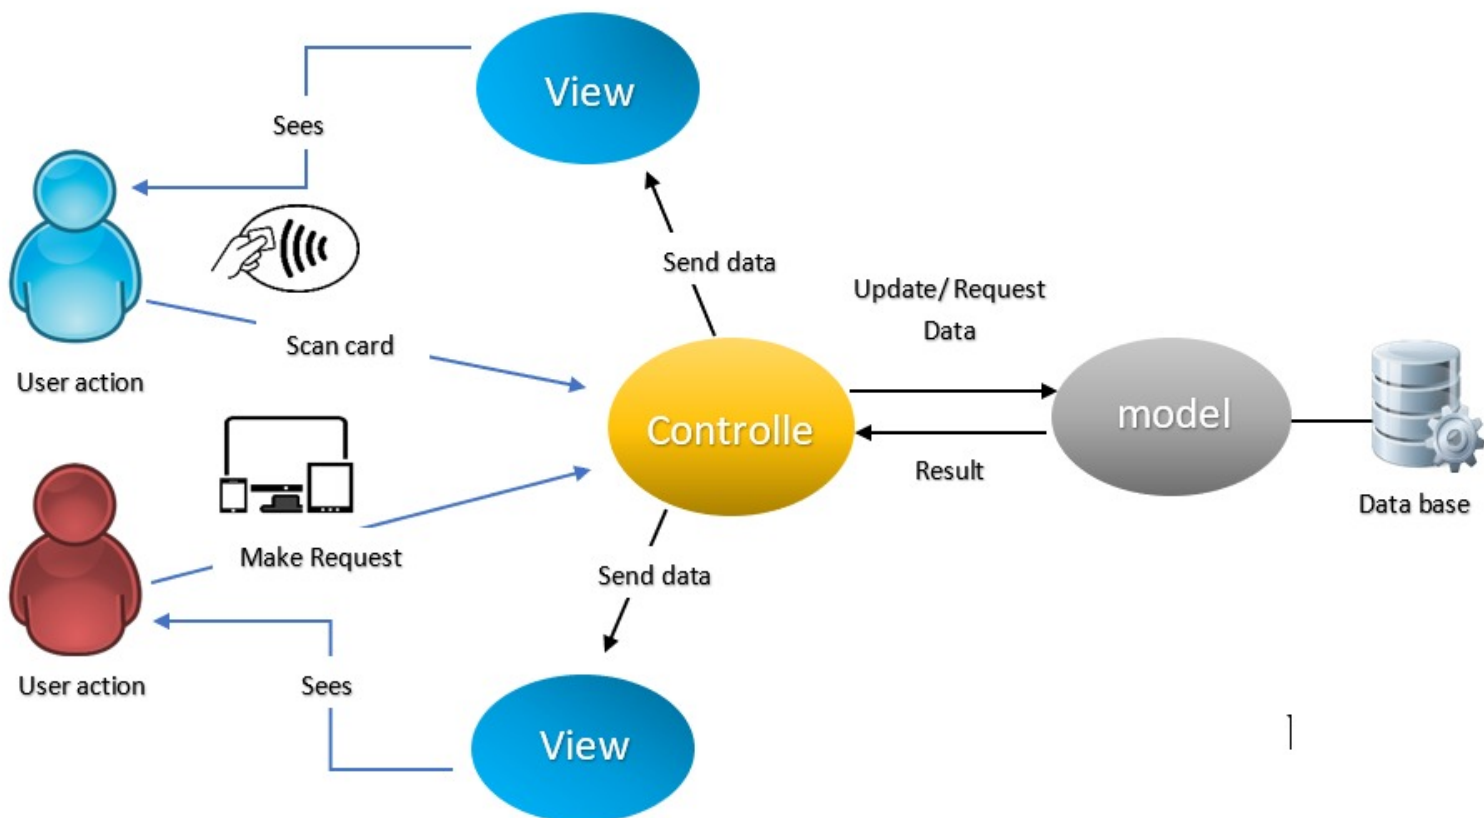 View
Sees
Send data
Update/ Request
Data
Scan card
User action
Controlle
model
Result
Data base
Make Request
Send data
User action
Sees
View